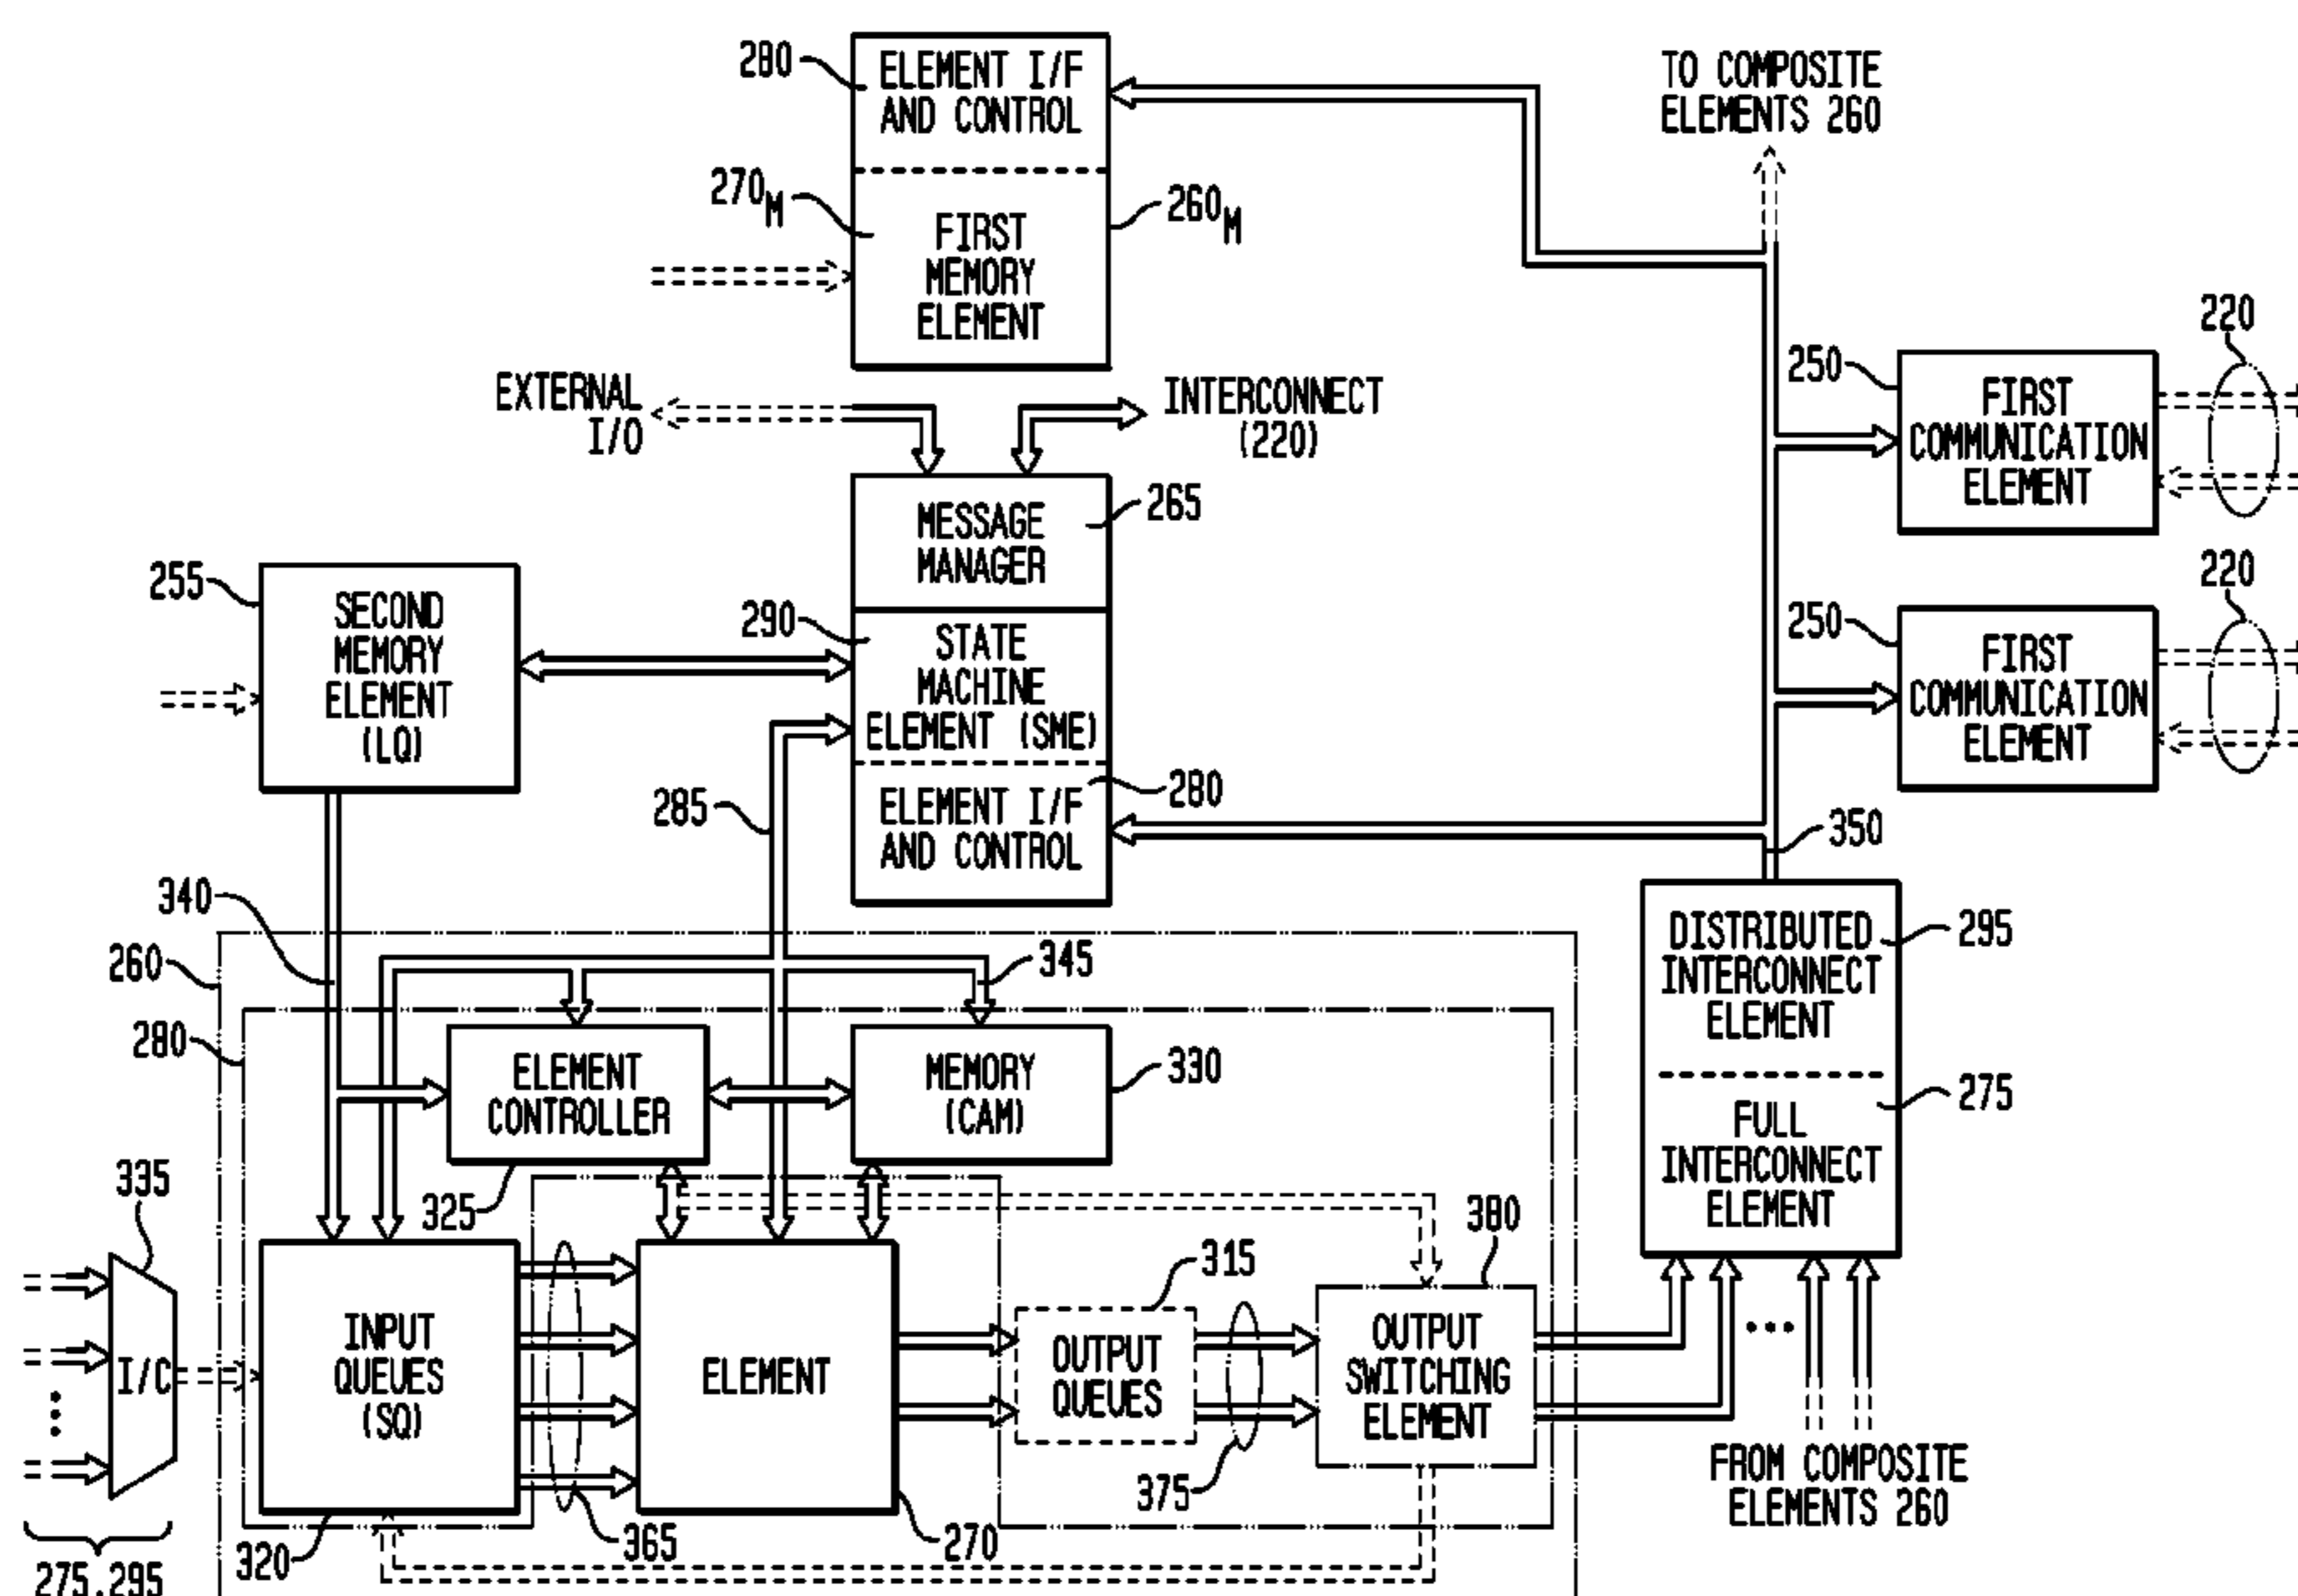 280
ELEMENT I/F
AND CONTROL
TO COMPOSITE
ELEMENTS 260
270M
260M
FIRST
MEMORY
ELEMENT
220
250
FIRST
COMMUNICATION
ELEMENT
EXTERNAL
I/O
INTERCONNECT
(220)
MESSAGE
MANAGER
265
255
SECOND
MEMORY
ELEMENT
(LQ)
290
STATE
MACHINE
ELEMENT (SME)
220
250
FIRST
COMMUNICATION
ELEMENT
285
ELEMENT I/F
AND CONTROL
280
350
340
260
345
DISTRIBUTED
INTERCONNECT
ELEMENT
295
280
ELEMENT
CONTROLLER
MEMORY
(CAM)
330
FULL
INTERCONNECT
ELEMENT
275
335
325
380
315
I/C
INPUT
QUEUES
(SQ)
ELEMENT
OUTPUT
QUEUES
OUTPUT
SWITCHING
ELEMENT
•••
FROM COMPOSITE
ELEMENTS 260
375
320
365
270
275,295